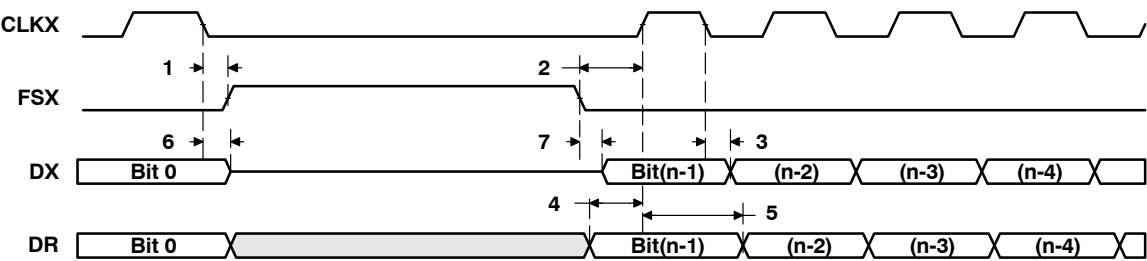 CLKX
1 2
FSX
6 7 3
DX Bit 0 Bit(n-1) (n-2) (n-3) (n-4)
4 5
DR Bit 0 Bit(n-1) (n-2) (n-3) (n-4)